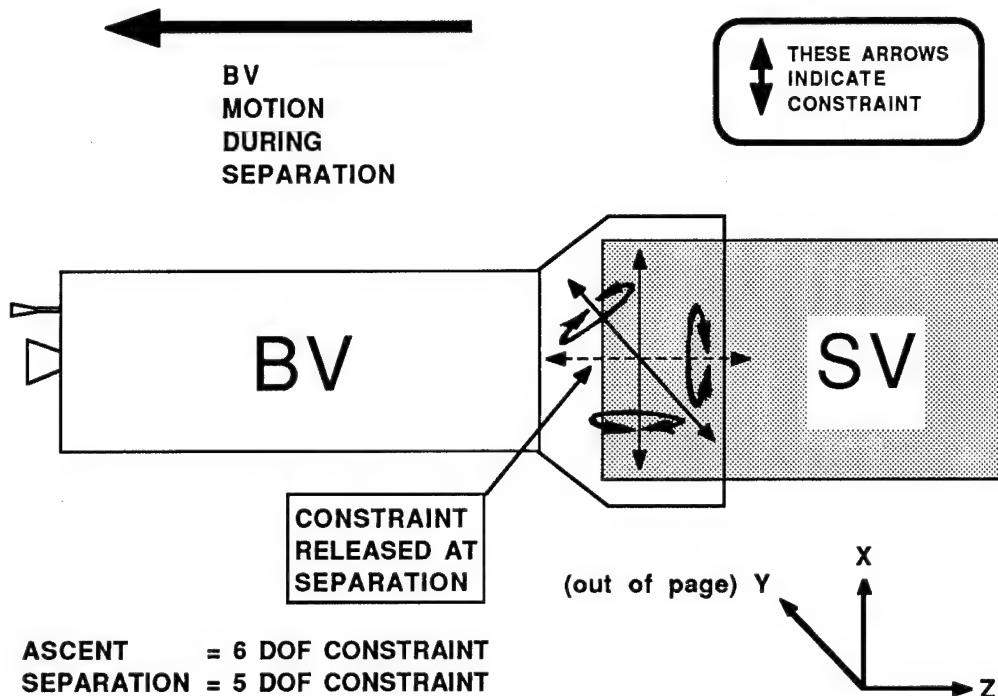 BV
MOTION
DURING
SEPARATION
THESE ARROWS
INDICATE
CONSTRAINT
BV
SV
CONSTRAINT
RELEASED AT
SEPARATION
(out of page) Y
X
Z
ASCENT = 6 DOF CONSTRAINT
SEPARATION = 5 DOF CONSTRAINT